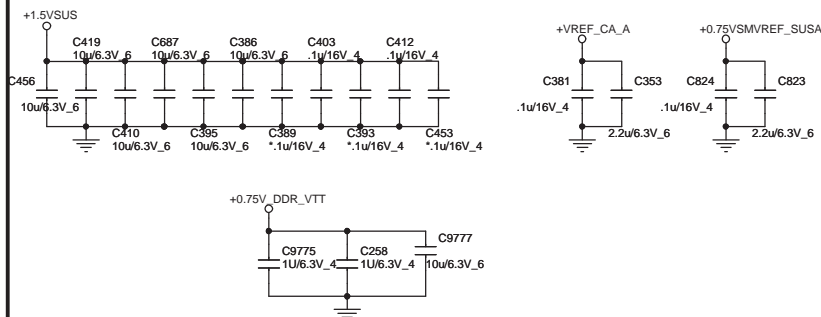 +1.5VSUS
C419 C687 C386 C403 C412
10u/6.3V_6 10u/6.3V_6 10u/6.3V_6 .1u/16V_4 .1u/16V_4
C456
10u/6.3V_6
C410 C395 C389 C393 C453
10u/6.3V_6 10u/6.3V_6 *.1u/16V_4 *.1u/16V_4 *.1u/16V_4
+VREF_CA_A
C381 C353
.1u/16V_4
2.2u/6.3V_6
+0.75VSMVREF_SUSA
C824 C823
.1u/16V_4
2.2u/6.3V_6
+0.75V_DDR_VTT
C9775 C258 C9777
1U/6.3V_4 1U/6.3V_4 10u/6.3V_6